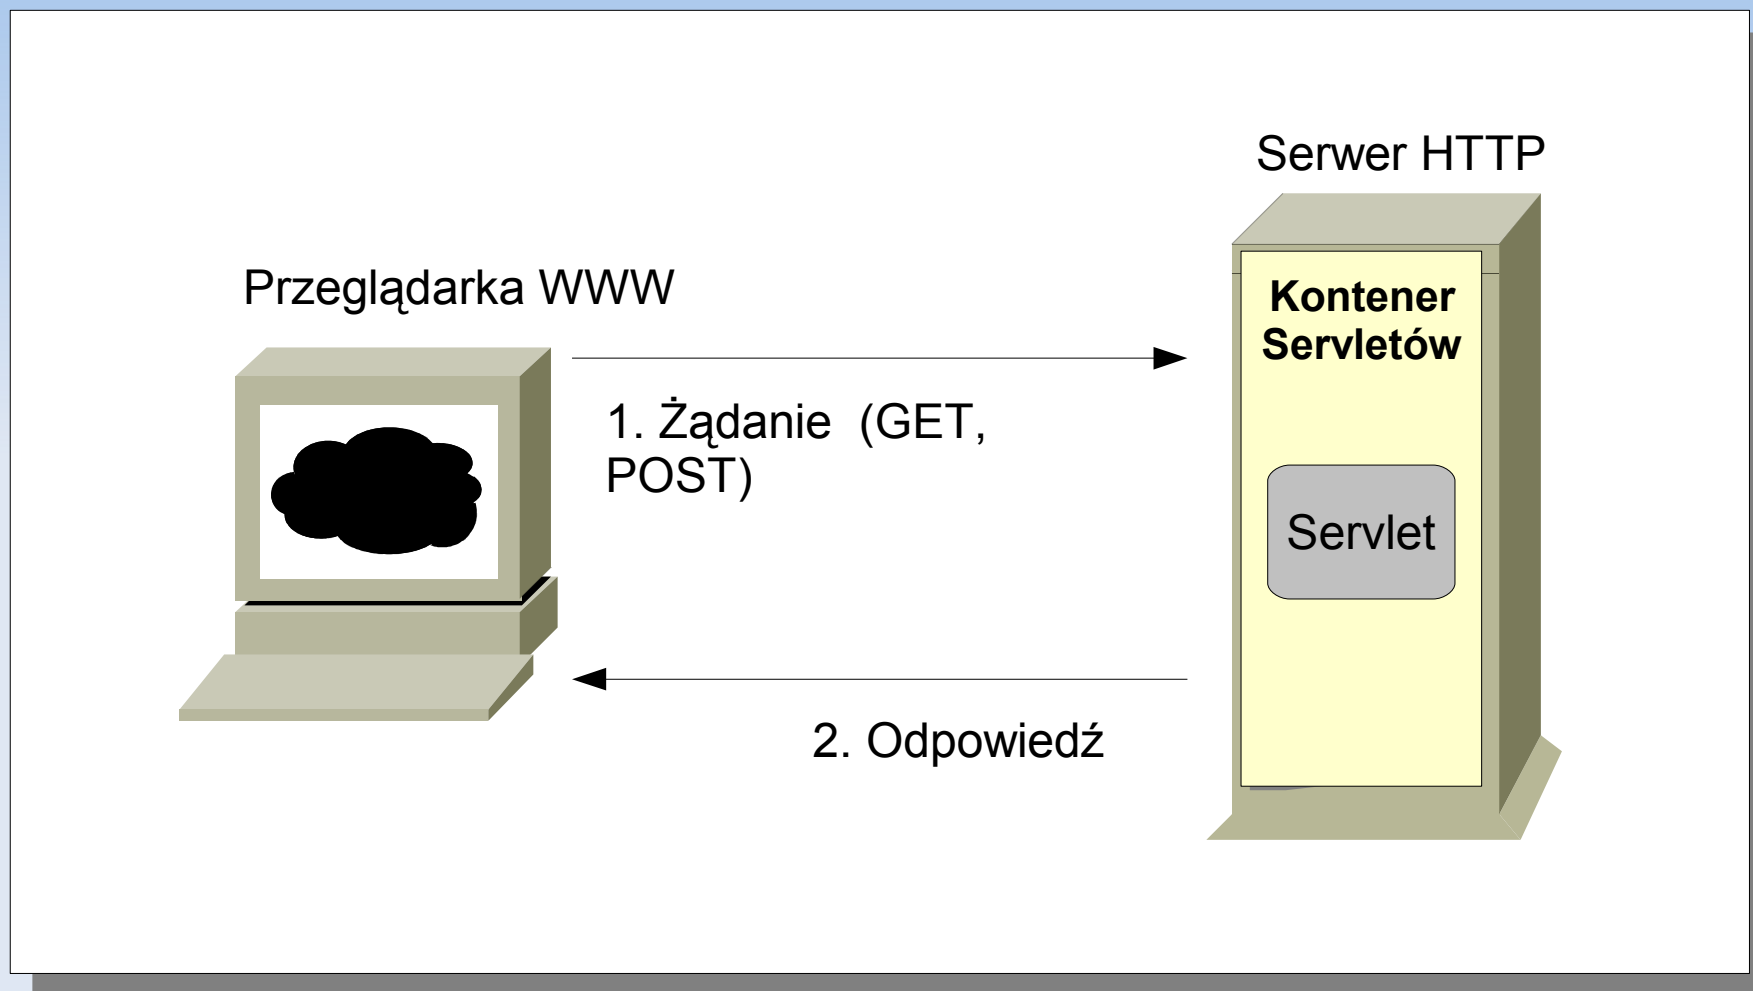 Serwer HTTP
Przeglądarka WWW
Kontener
Servletów
1. Żądanie  (GET,
POST)
Servlet
2. Odpowiedź